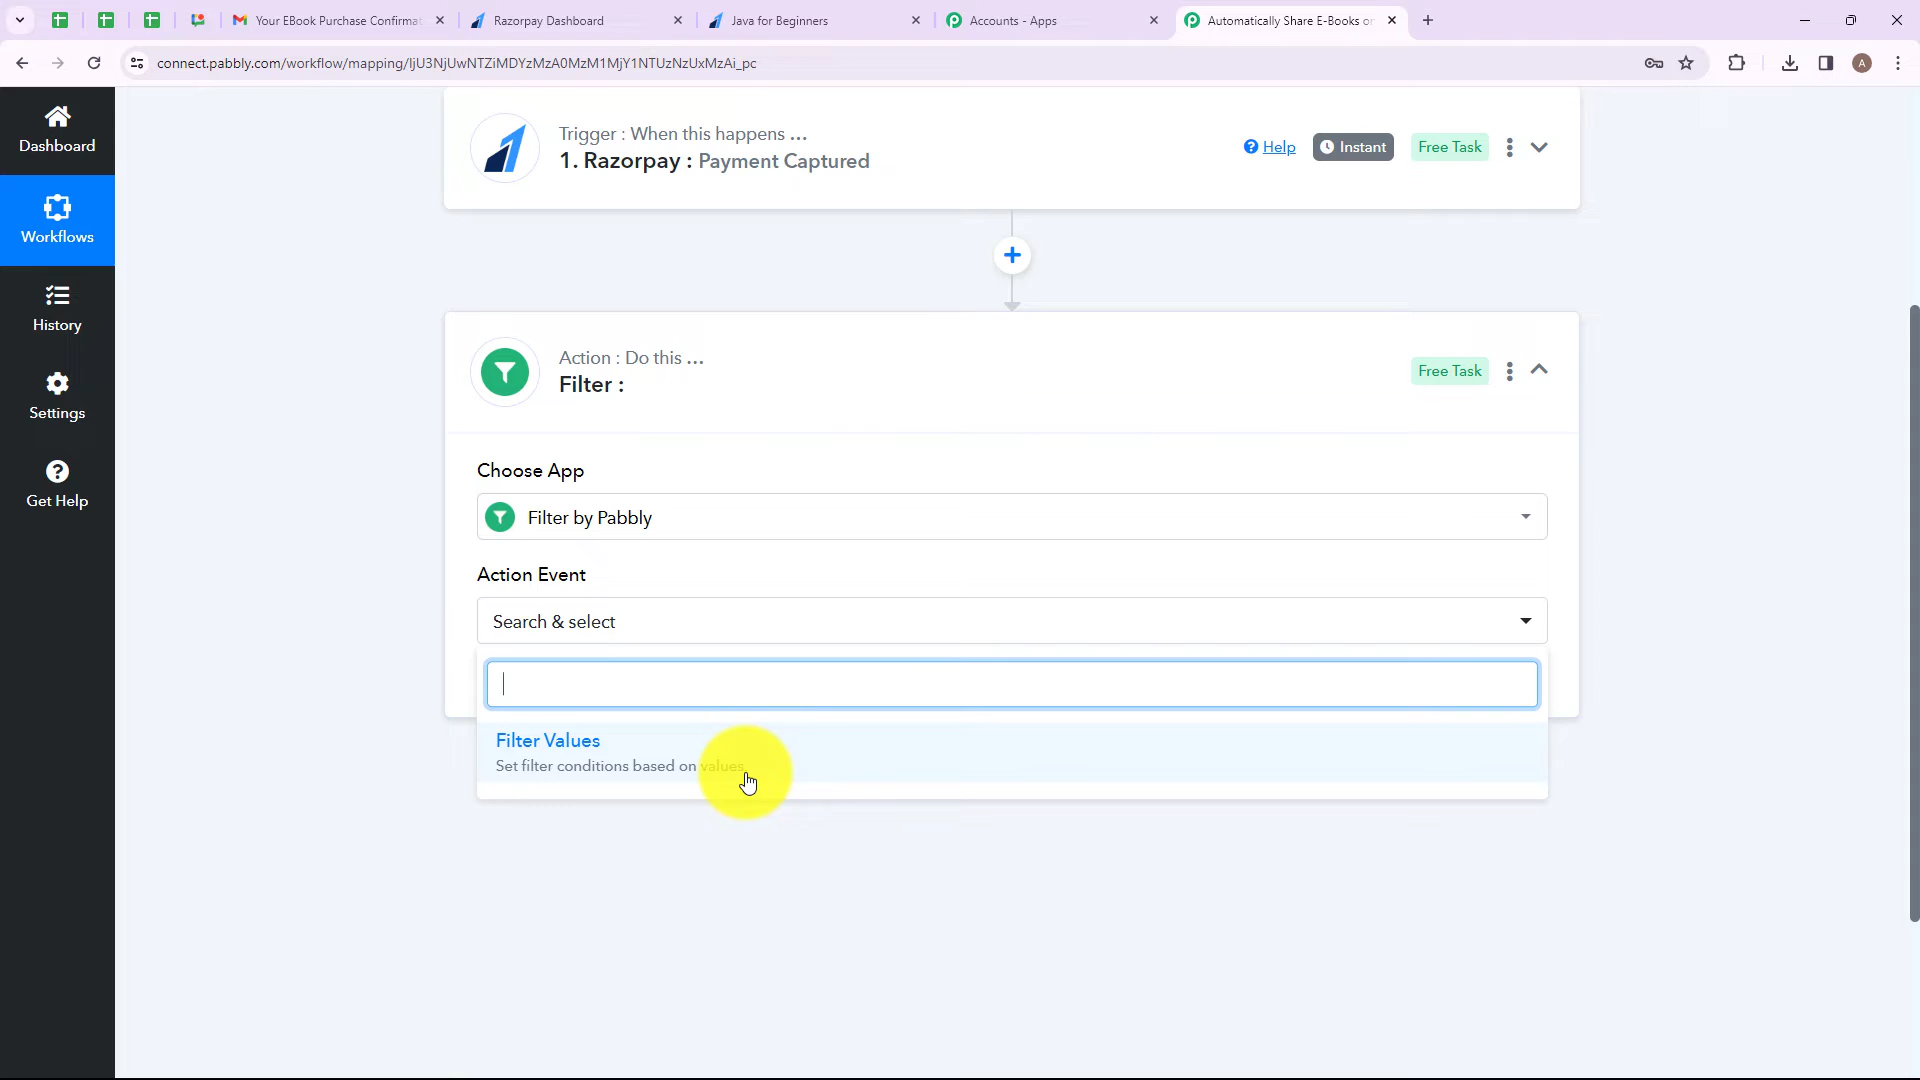 Your EBook Purchase Confirmat
Razorpay Dashboard
Java for Beginners
Accounts - Apps
Automatically Share E-Books or
connect.pabbly.com/workflow/mapping/IjU3NjUwNTZiMDYzMzA0MzM1MjY1NTUzNzUxMzAi_pc
A
Dashboard
Workflows
History
Settings
Get Help
Trigger : When this happens ...
1. Razorpay : Payment Captured
Help
Instant
Free Task
Action : Do this ...
Filter :
Free Task
Choose App
Filter by Pabbly
Action Event
Search & select
Filter Values
Set filter conditions based on values.